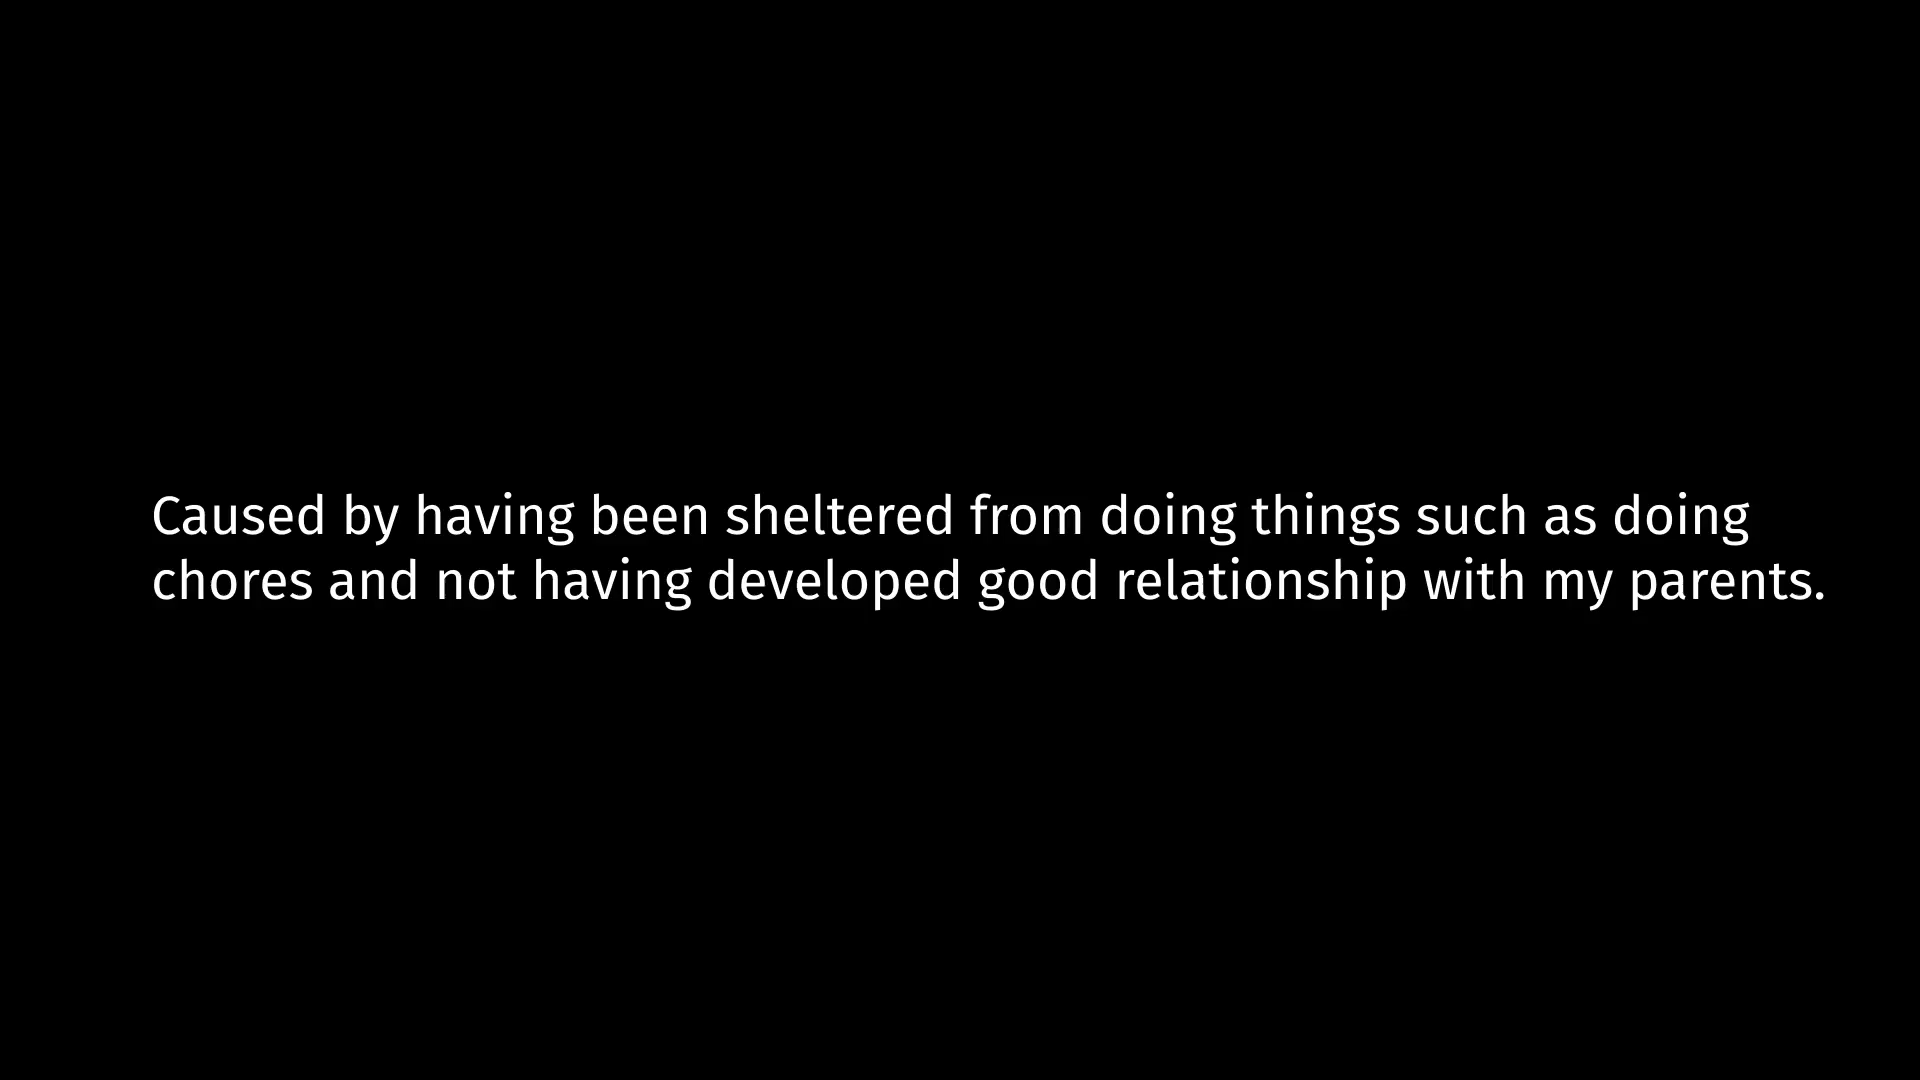 Caused by having been sheltered from doing things such as doing
chores and not having developed good relationship with my parents.